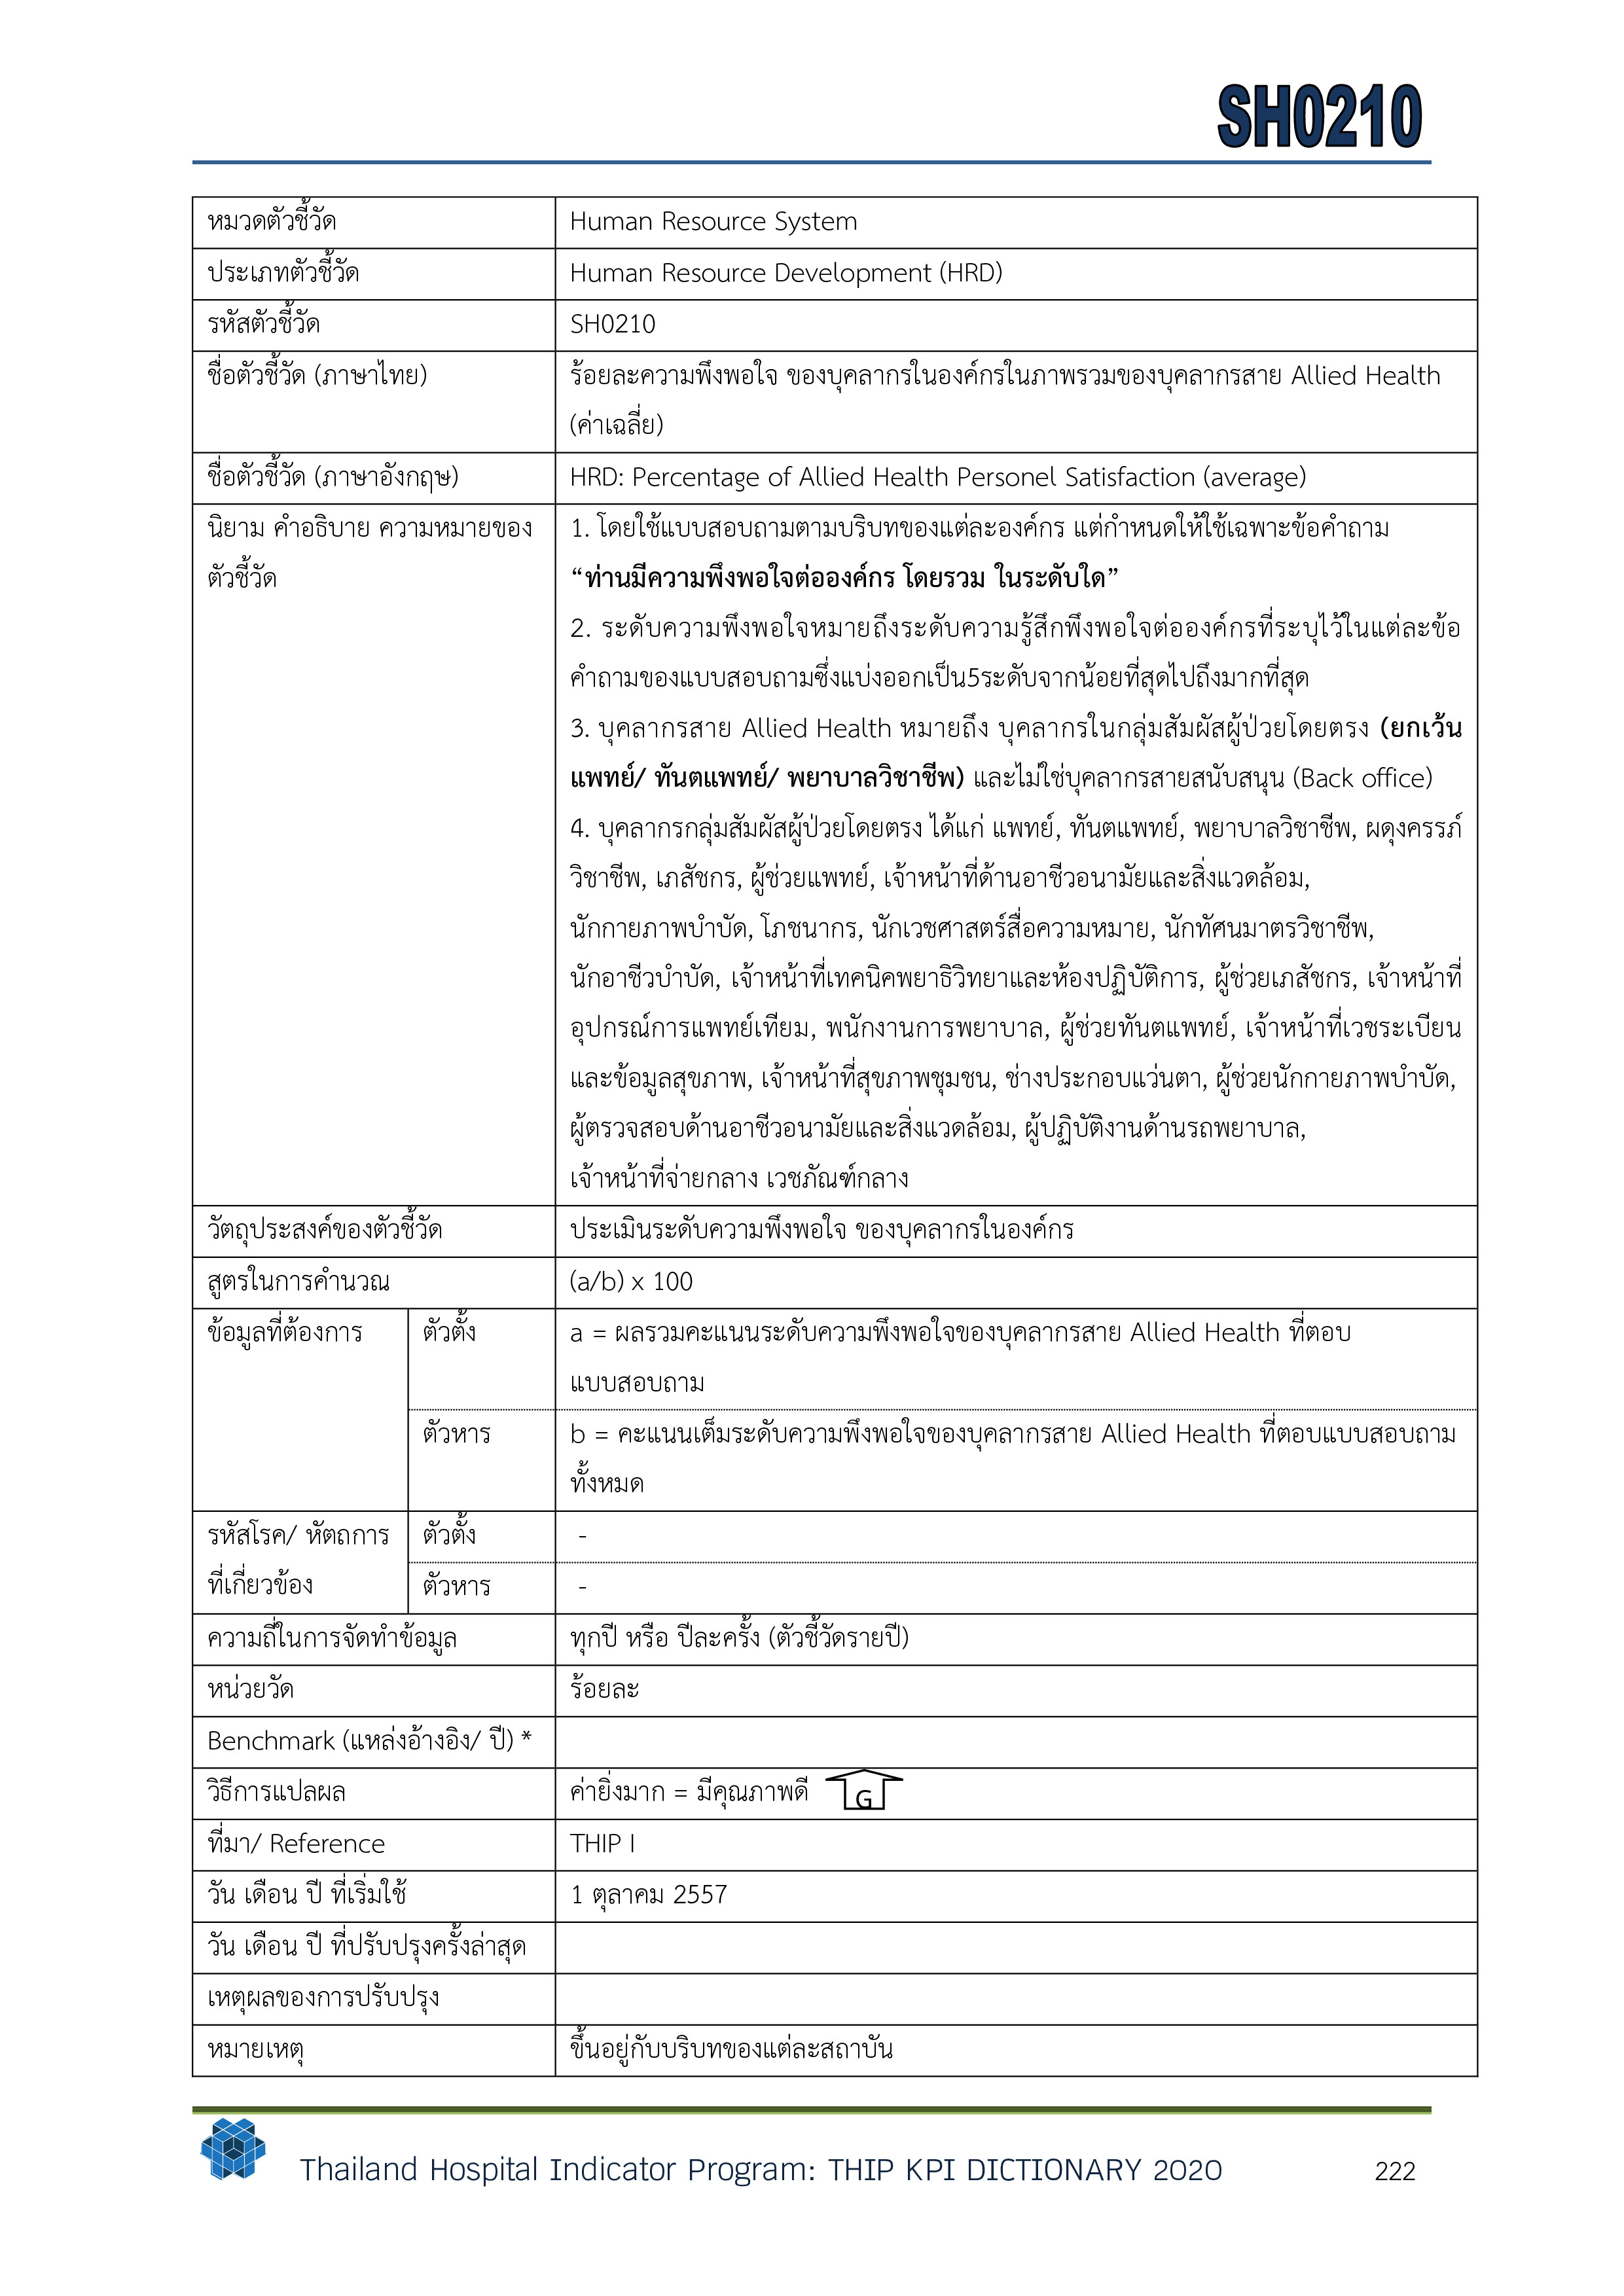 SH0210
หมวดตัวชี้วัด Human Resource System
ประเภทตัวชี้วัด Human Resource Development (HRD)
รหัสตัวชี้วัด SH0210
ชื่อตัวชี้วัด (ภาษาไทย) ร้อยละความพึงพอใจ ของบุคลากรในองค์กรในภาพรวมของบุคลากรสาย Allied Health
(ค่าเฉลี่ย)
ชื่อตัวชี้วัด (ภาษาอังกฤษ) HRD: Percentage of Allied Health Personel Satisfaction (average)
นิยาม คำอธิบาย ความหมายของ
ตัวชี้วัด
1. โดยใช้แบบสอบถามตามบริบทของแต่ละองค์กร แต่กำหนดให้ใช้เฉพาะข้อคำถาม
“ท่านมีความพึงพอใจต่อองค์กร โดยรวม ในระดับใด”
2. ระดับความพึงพอใจหมายถึงระดับความรู้สึกพึงพอใจต่อองค์กรที่ระบุไว้ในแต่ละข้อ
คำถามของแบบสอบถามซึ่งแบ่งออกเป็น5ระดับจากน้อยที่สุดไปถึงมากที่สุด
3. บุคลากรสาย Allied Health หมายถึง บุคลากรในกลุ่มสัมผัสผู้ป่วยโดยตรง (ยกเว้น
แพทย์/ ทันตแพทย์/ พยาบาลวิชาชีพ) และไม่ใช่บุคลากรสายสนับสนุน (Back office)
4. บุคลากรกลุ่มสัมผัสผู้ป่วยโดยตรง ได้แก่ แพทย์, ทันตแพทย์, พยาบาลวิชาชีพ, ผดุงครรภ์
วิชาชีพ, เภสัชกร, ผู้ช่วยแพทย์, เจ้าหน้าที่ด้านอาชีวอนามัยและสิ่งแวดล้อม,
นักกายภาพบำบัด, โภชนากร, นักเวชศาสตร์สื่อความหมาย, นักทัศนมาตรวิชาชีพ,
นักอาชีวบำบัด, เจ้าหน้าที่เทคนิคพยาธิวิทยาและห้องปฏิบัติการ, ผู้ช่วยเภสัชกร, เจ้าหน้าที่
อุปกรณ์การแพทย์เทียม, พนักงานการพยาบาล, ผู้ช่วยทันตแพทย์, เจ้าหน้าที่เวชระเบียน
และข้อมูลสุขภาพ, เจ้าหน้าที่สุขภาพชุมชน, ช่างประกอบแว่นตา, ผู้ช่วยนักกายภาพบำบัด,
ผู้ตรวจสอบด้านอาชีวอนามัยและสิ่งแวดล้อม, ผู้ปฏิบัติงานด้านรถพยาบาล,
เจ้าหน้าที่จ่ายกลาง เวชภัณฑ์กลาง
วัตถุประสงค์ของตัวชี้วัด ประเมินระดับความพึงพอใจ ของบุคลากรในองค์กร
สูตรในการคำนวณ (a/b) x 100
ข้อมูลที่ต้องการ ตัวตั้ง a = ผลรวมคะแนนระดับความพึงพอใจของบุคลากรสาย Allied Health ที่ตอบ
แบบสอบถาม
ตัวหาร b = คะแนนเต็มระดับความพึงพอใจของบุคลากรสาย Allied Health ที่ตอบแบบสอบถาม
ทั้งหมด
รหัสโรค/ หัตถการ ตัวตั้ง -
ที่เกี่ยวข้อง ตัวหาร -
ความถี่ในการจัดทำข้อมูล ทุกปี หรือ ปีละครั้ง (ตัวชี้วัดรายปี)
หน่วยวัด ร้อยละ
Benchmark (แหล่งอ้างอิง/ ปี) *
วิธีการแปลผล ค่ายิ่งมาก = มีคุณภาพดี G
ที่มา/ Reference THIP I
วัน เดือน ปี ที่เริ่มใช้ 1 ตุลาคม 2557
วัน เดือน ปี ที่ปรับปรุงครั้งล่าสุด
เหตุผลของการปรับปรุง
หมายเหตุ ขึ้นอยู่กับบริบทของแต่ละสถาบัน
Thailand Hospital Indicator Program: THIP KPI DICTIONARY 2020 222